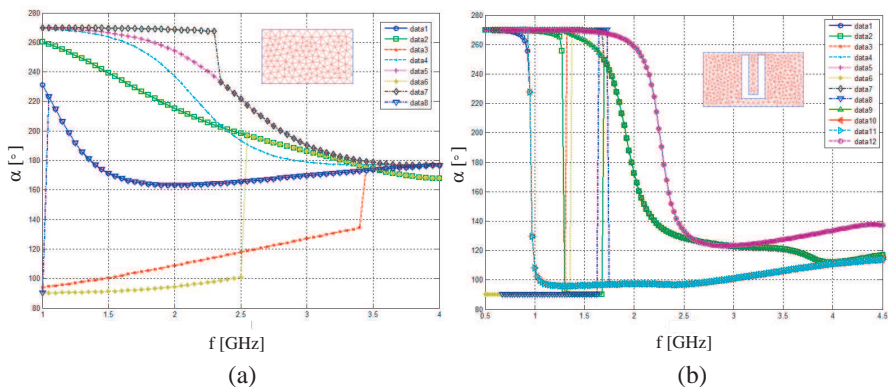 280
260
240
220
200
180
160
140
120
100
80
α [°]
1
1.5
2
2.5
3
3.5
4
f [GHz]
data1
data2
data3
data4
data5
data6
data7
data8
(a)
280
260
240
220
200
180
160
140
120
100
80
α [°]
0.5
1
1.5
2
2.5
3
3.5
4
4.5
f [GHz]
data1
data2
data3
data4
data5
data6
data7
data8
data9
data10
data11
data12
(b)